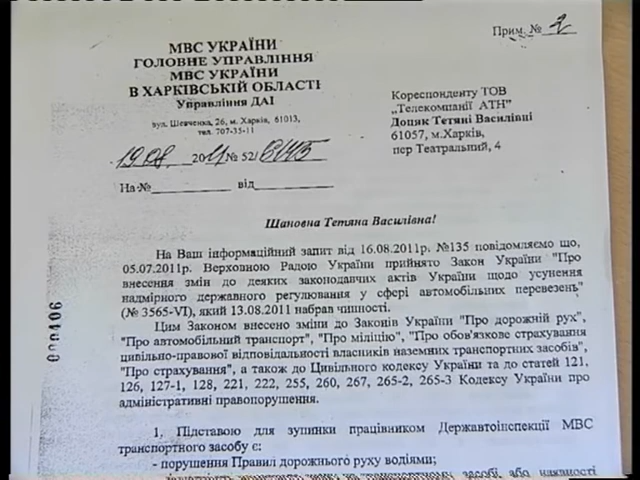 Прим. № 2
МВС УКРАЇНИ
ГОЛОВНЕ УПРАВЛІННЯ
МВС УКРАЇНИ
В ХАРКІВСЬКІЙ ОБЛАСТІ
Управління ДАІ
вул. Шевченка, 26, м. Харків, 61013,
тел. 707-35-11
19.08. 2011 № 52/
На № від
Кореспонденту ТОВ
„Телекомпанії АТН”
Доцяк Тетяні Василівці
61057, м.Харків,
пєр Театральний, 4
Шановна Тетяна Василівна!
На Ваш інформаційний запит від 16.08.2011р. №135 повідомляємо що,
05.07.2011р. Верховною Радою України прийнято Закон України "Про
внесення змін до деяких законодавчих актів України щодо усунення
надмірного державного регулювання у сфері автомобільних перевезень"
(№ 3565-VI), який 13.08.2011 набрав чинності.
Цим Законом внесено зміни до Законів України "Про дорожній рух",
"Про автомобільний транспорт", "Про міліцію", "Про обов'язкове страхування
цивільно-правової відповідальності власників наземних транспортних засобів",
"Про страхування", а також до Цивільного кодексу України та до статей 121,
126, 127-1, 128, 221, 222, 255, 260, 267, 265-2, 265-3 Кодексу України про
адміністративні правопорушення.
1. Підставою для зупинки працівником Державтоінспекції МВС
транспортного засобу є:
- порушення Правил дорожнього руху водіями;
засобі, або наявності